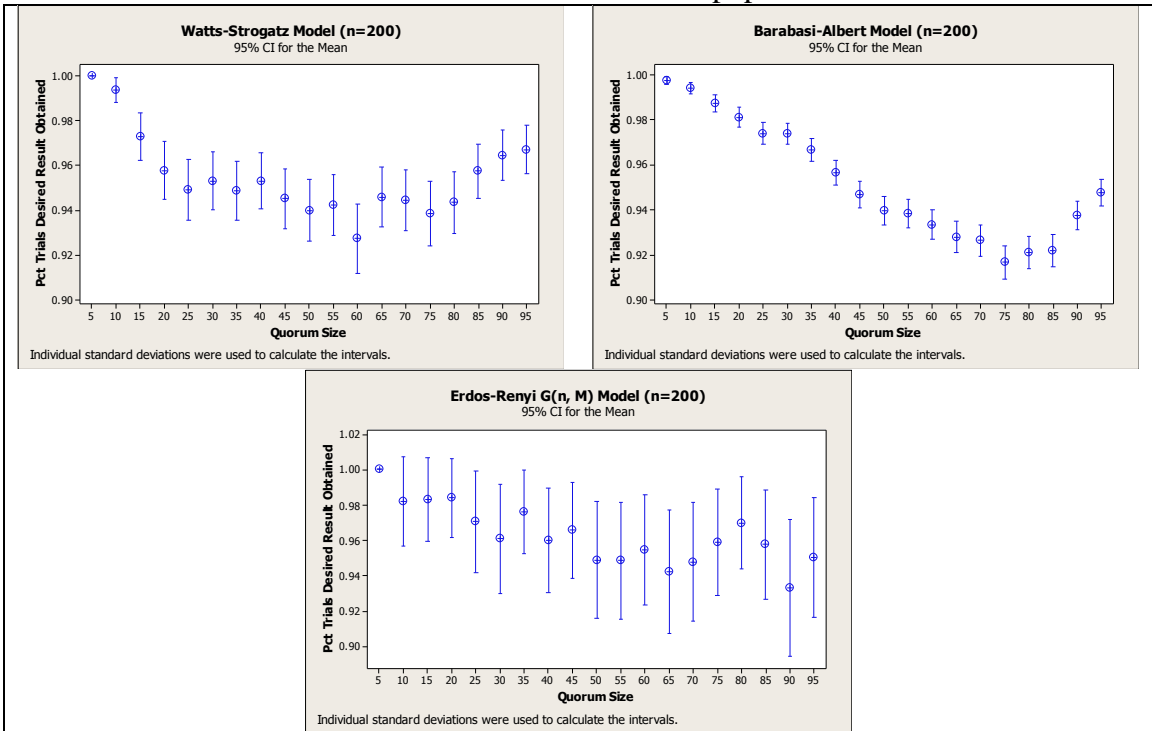 Watts-Strogatz Model (n=200)
95% CI for the Mean
Pct Trials Desired Result Obtained
1.00
0.98
0.96
0.94
0.92
0.90
5 10 15 20 25 30 35 40 45 50 55 60 65 70 75 80 85 90 95
Quorum Size
Individual standard deviations were used to calculate the intervals.
Barabasi-Albert Model (n=200)
95% CI for the Mean
Pct Trials Desired Result Obtained
1.00
0.98
0.96
0.94
0.92
0.90
5 10 15 20 25 30 35 40 45 50 55 60 65 70 75 80 85 90 95
Quorum Size
Individual standard deviations were used to calculate the intervals.
Erdos-Renyi G(n, M) Model (n=200)
95% CI for the Mean
Pct Trials Desired Result Obtained
1.02
1.00
0.98
0.96
0.94
0.92
0.90
5 10 15 20 25 30 35 40 45 50 55 60 65 70 75 80 85 90 95
Quorum Size
Individual standard deviations were used to calculate the intervals.